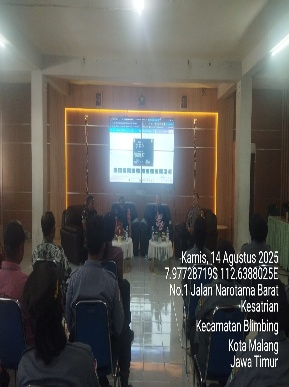 Kamis, 14 Agustus 2025
7,97728719S 112,6388025E
No.1 Jalan Narotama Barat
Kesatrian
Kecamatan Blimbing
Kota Malang
Jawa Timur